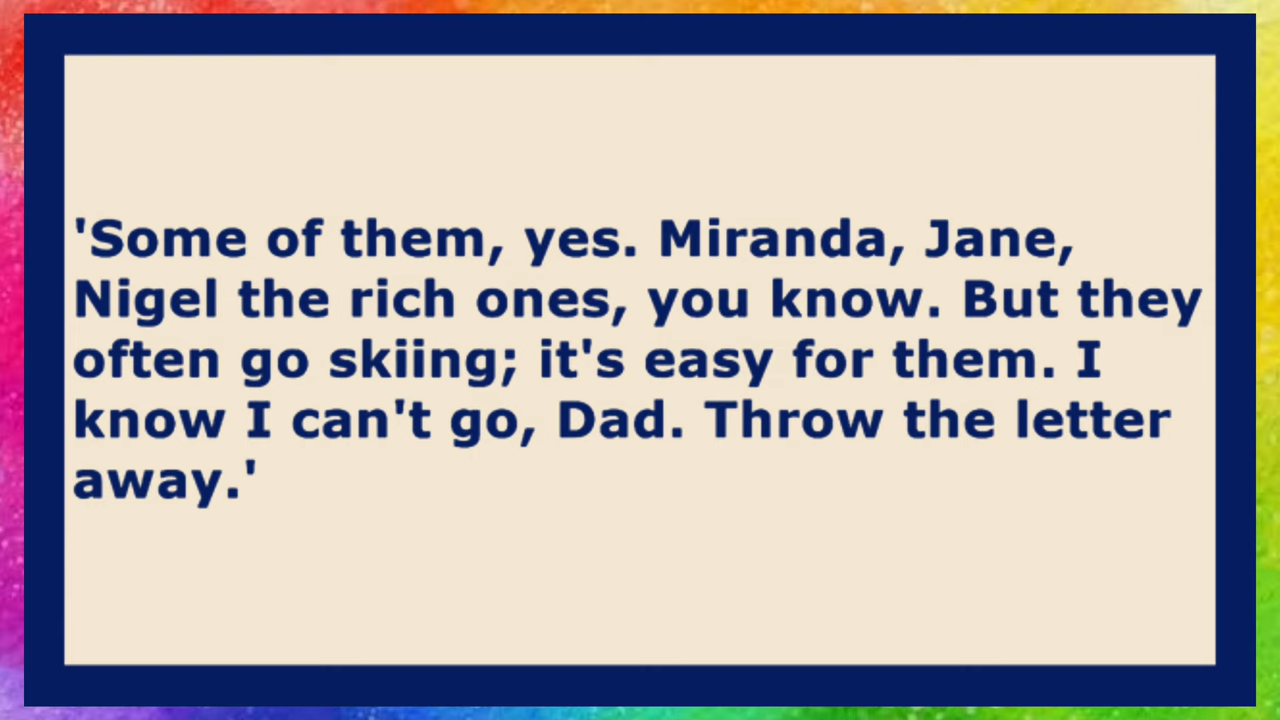 'Some of them, yes. Miranda, Jane,
Nigel the rich ones, you know. But they
often go skiing; it's easy for them. I
know I can't go, Dad. Throw the letter
away.'